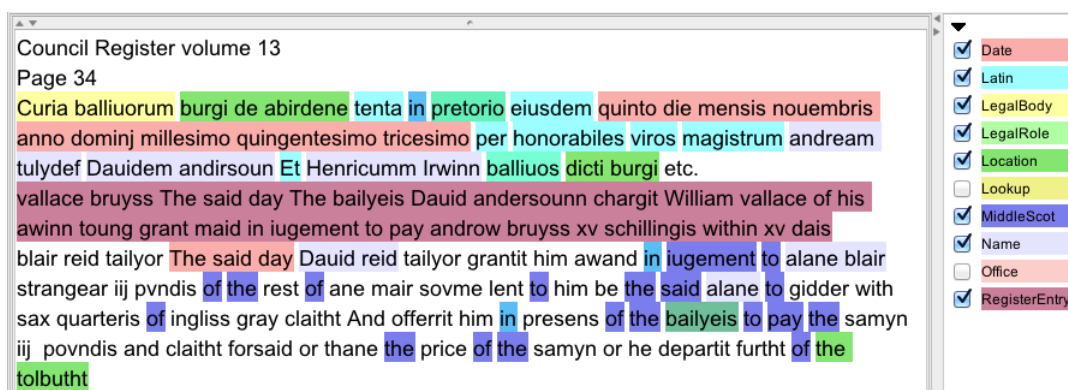 Council Register volume 13
Page 34
Curia balliuorum burgi de abirdene tenta in pretorio eiusdem quinto die mensis nouembris
anno dominj millesimo quingentesimo tricesimo per honorabiles viros magistrum andream
tulydef Dauidem andirsoun Et Henricumm Irwinn balliuos dicti burgi etc.
vallace bruyss The said day The bailyeis Dauid andersounn chargit William vallace of his
awinn toung grant maid in iugement to pay androw bruyss xv schillingis within xv dais
blair reid tailyor The said day Dauid reid tailyor grantit him awand in iugement to alane blair
strangear iij pvndis of the rest of ane mair sovme lent to him be the said alane to gidder with
sax quarteris of ingliss gray claitht And offerrit him in presens of the bailyeis to pay the samyn
iij  povndis and claitht forsaid or thane the price of the samyn or he departit furtht of the
tolbutht
Date
Latin
LegalBody
LegalRole
Location
Lookup
MiddleScot
Name
Office
RegisterEntry